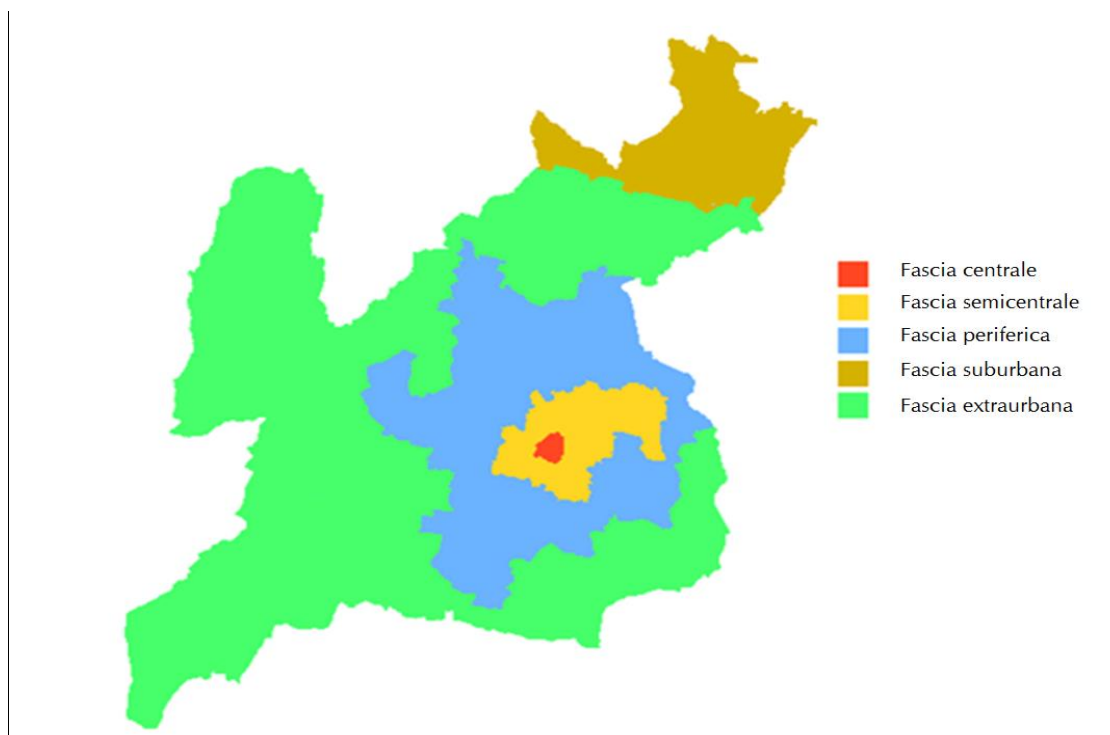 Fascia centrale
Fascia semicentrale
Fascia periferica
Fascia suburbana
Fascia extraurbana